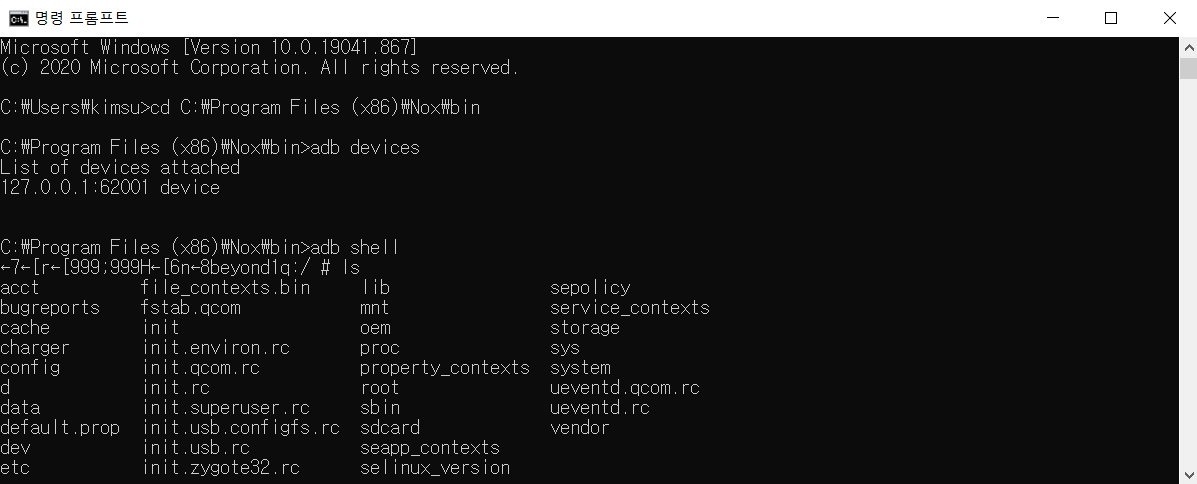 명령 프롬프트
Microsoft Windows [Version 10.0.19041.867]
(c) 2020 Microsoft Corporation. All rights reserved.
C:₩Users₩kimsu>cd C:₩Program Files (x86)₩Nox₩bin
C:₩Program Files (x86)₩Nox₩bin>adb devices
List of devices attached
127.0.0.1:62001 device
C:₩Program Files (x86)₩Nox₩bin>adb shell
←7←[r←[999;999H←[6n←8beyond1q:/ # ls
acct file_contexts.bin lib sepolicy
bugreports fstab.qcom mnt service_contexts
cache init oem storage
charger init.environ.rc proc sys
config init.qcom.rc property_contexts system
d init.rc root ueventd.qcom.rc
data init.superuser.rc sbin ueventd.rc
default.prop init.usb.configfs.rc sdcard vendor
dev init.usb.rc seapp_contexts
etc init.zygote32.rc selinux_version